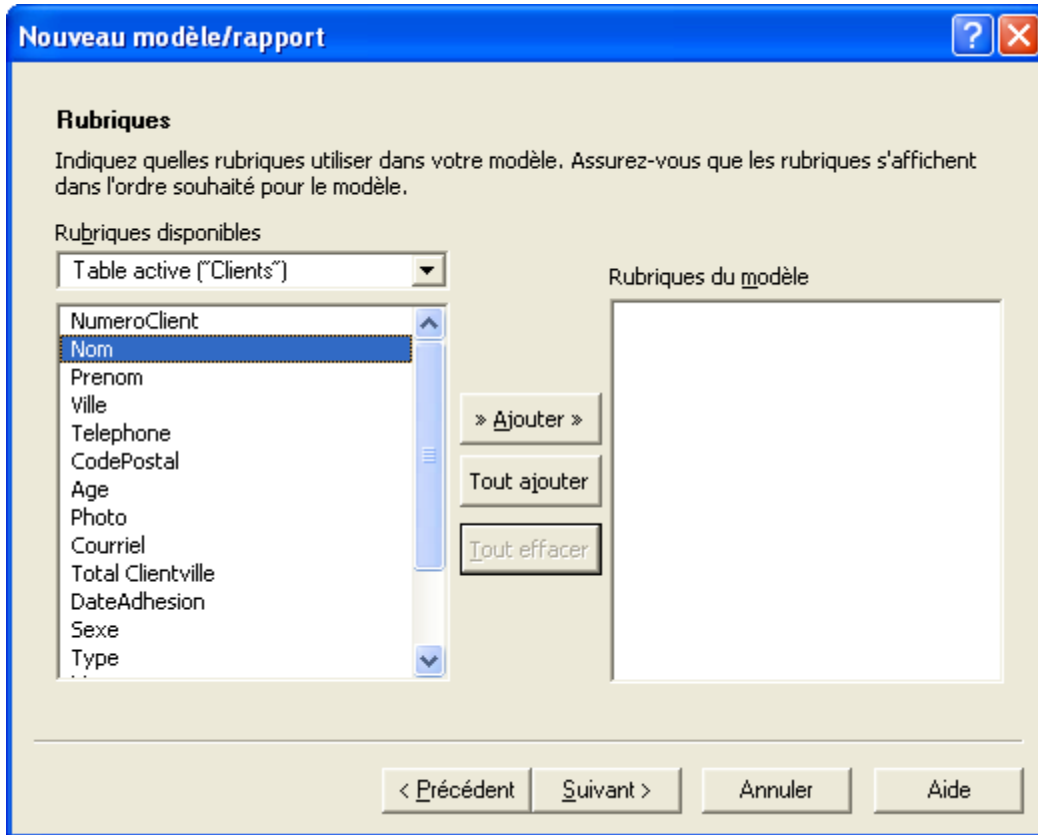 Nouveau modèle/rapport
Rubriques
Indiquez quelles rubriques utiliser dans votre modèle. Assurez-vous que les rubriques s'affichent
dans l'ordre souhaité pour le modèle.
Rubriques disponibles
Table active ("Clients")
Rubriques du modèle
NumeroClient
Nom
Prenom
Ville
Telephone
CodePostal
Age
Photo
Courriel
Total Clientville
DateAdhesion
Sexe
Type
» Ajouter »
Tout ajouter
Tout effacer
< Précédent
Suivant >
Annuler
Aide